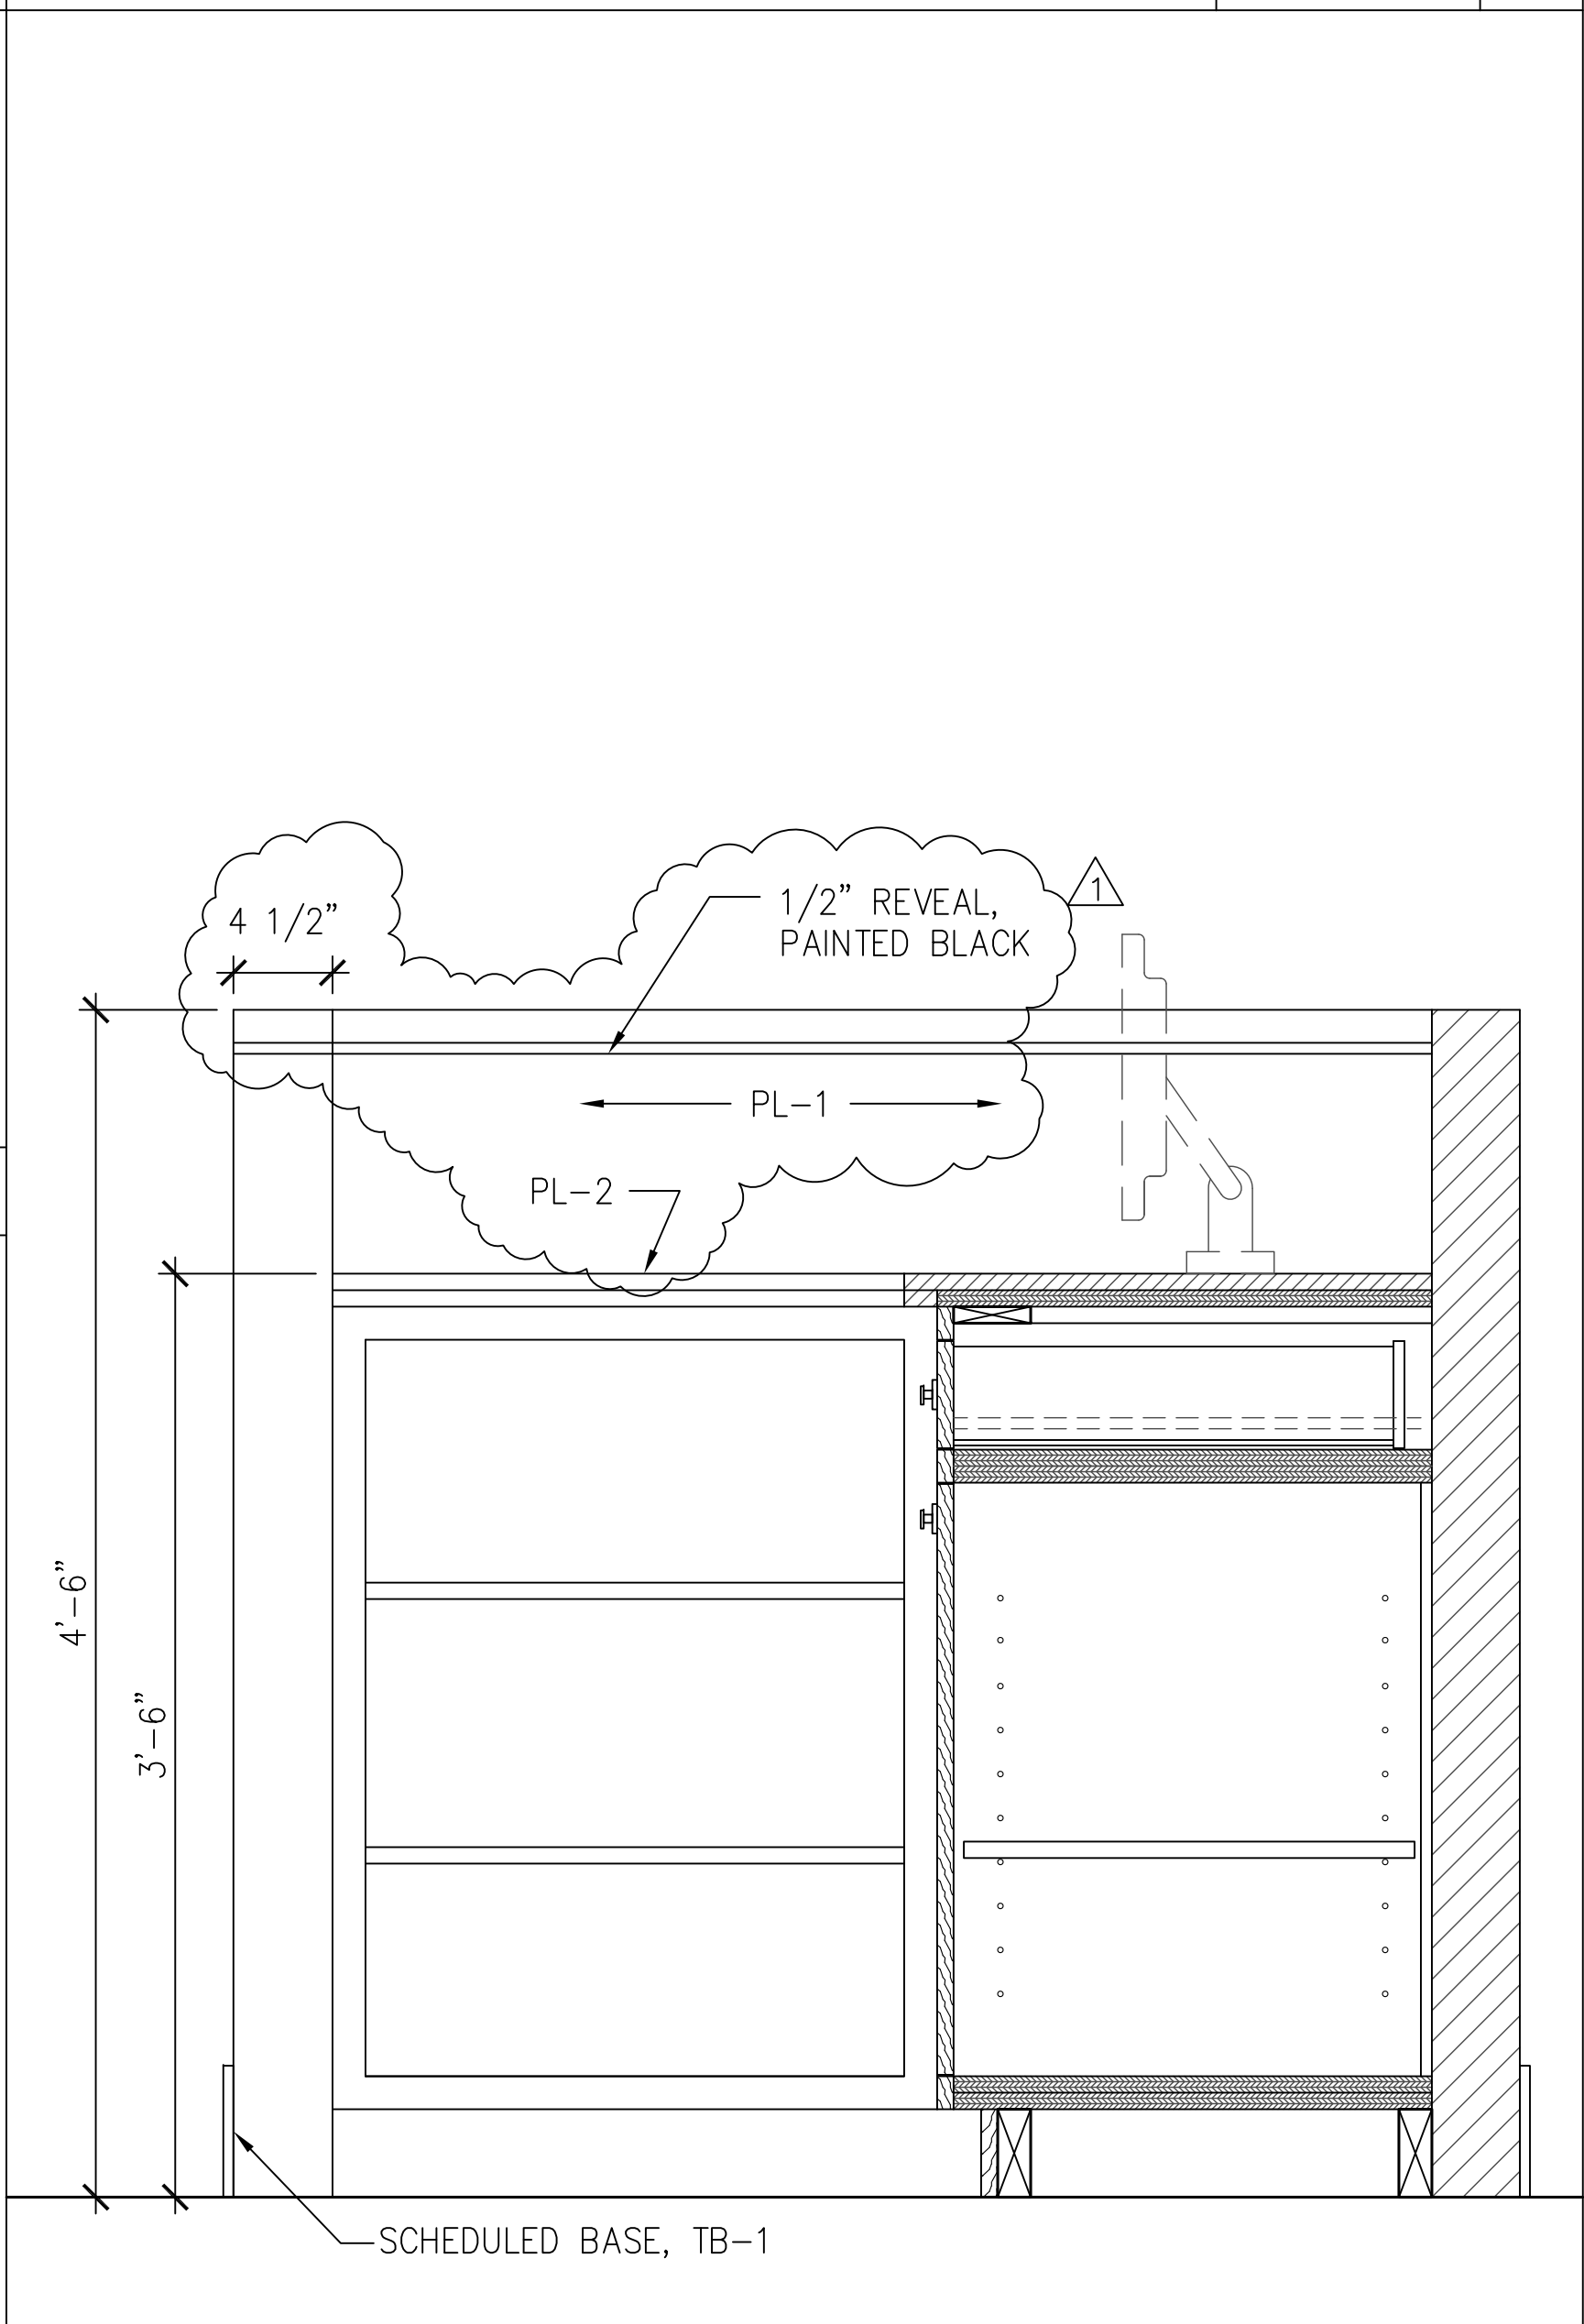 4 1/2”
1/2” REVEAL,
PAINTED BLACK
1
PL-1
PL-2
4'-6”
3'-6”
SCHEDULED BASE, TB-1